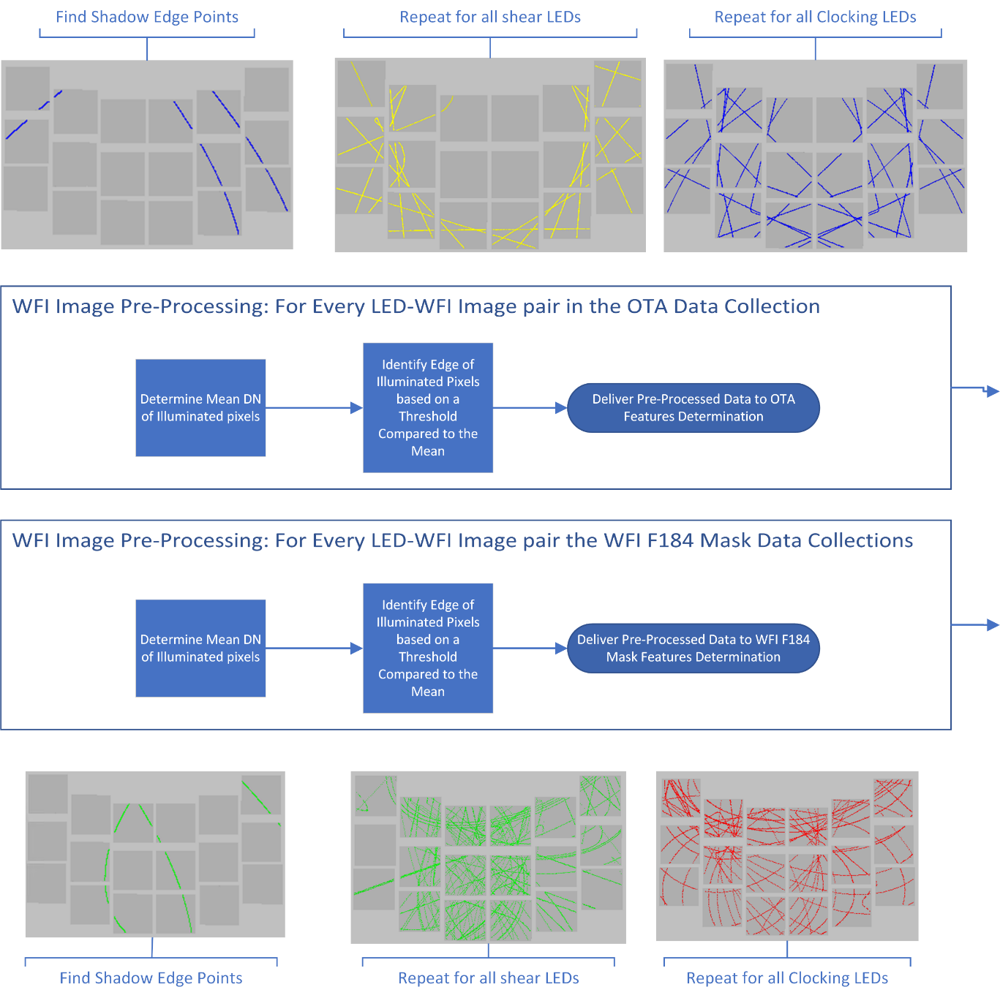 Find Shadow Edge Points
Repeat for all shear LEDs
Repeat for all Clocking LEDs
WFI Image Pre-Processing: For Every LED-WFI Image pair in the OTA Data Collection
Determine Mean DN
of Illuminated pixels
Identify Edge of
Illuminated Pixels
based on a
Threshold
Compared to the
Mean
Deliver Pre-Processed Data to OTA
Features Determination
WFI Image Pre-Processing: For Every LED-WFI Image pair the WFI F184 Mask Data Collections
Determine Mean DN
of Illuminated pixels
Identify Edge of
Illuminated Pixels
based on a
Threshold
Compared to the
Mean
Deliver Pre-Processed Data to WFI F184
Mask Features Determination
Find Shadow Edge Points
Repeat for all shear LEDs
Repeat for all Clocking LEDs